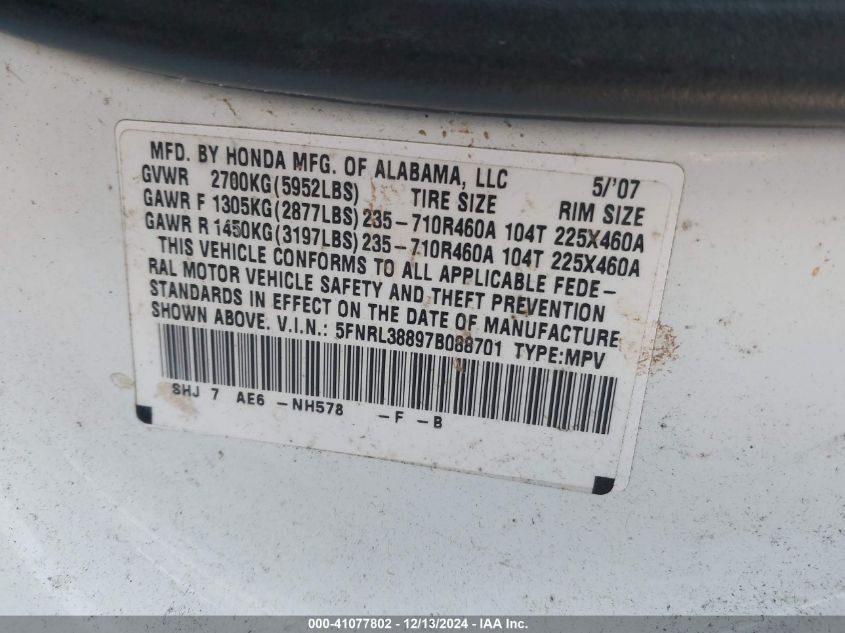 MFD. BY HONDA MFG. OF ALABAMA, LLC 5/'07
GVWR 2700KG(5952LBS) TIRE SIZE RIM SIZE
GAWR F 1305KG(2877LBS) 235-710R460A 104T 225X460A
GAWR R 1450KG(3197LBS) 235-710R460A 104T 225X460A
THIS VEHICLE CONFORMS TO ALL APPLICABLE FEDE-
RAL MOTOR VEHICLE SAFETY AND THEFT PREVENTION
STANDARDS IN EFFECT ON THE DATE OF MANUFACTURE
SHOWN ABOVE. V.I.N.: 5FNRL38897B088701 TYPE:MPV
SHJ 7 AE6 -NH578 -F -B
000-41077802 - 12/13/2024 - IAA Inc.